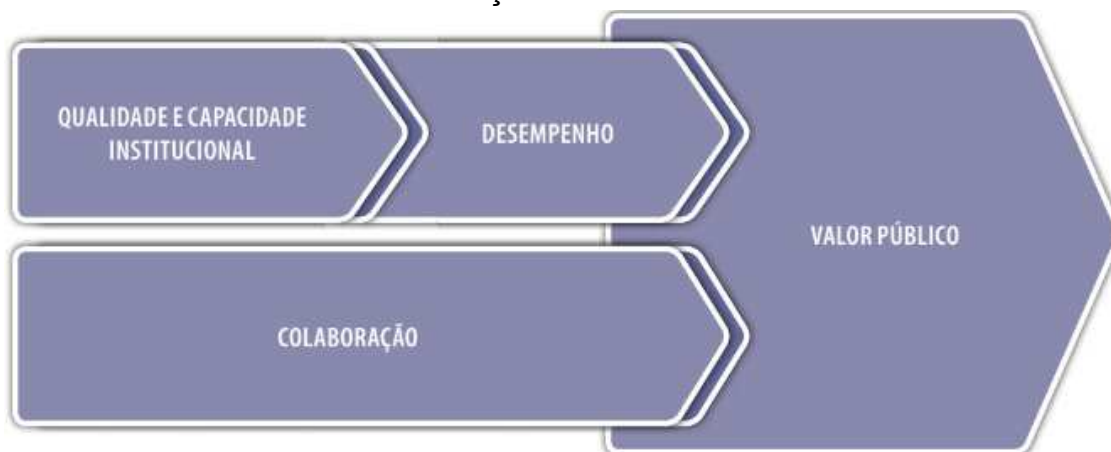 QUALIDADE E CAPACIDADE
INSTITUCIONAL
DESEMPENHO
VALOR PÚBLICO
COLABORAÇÃO